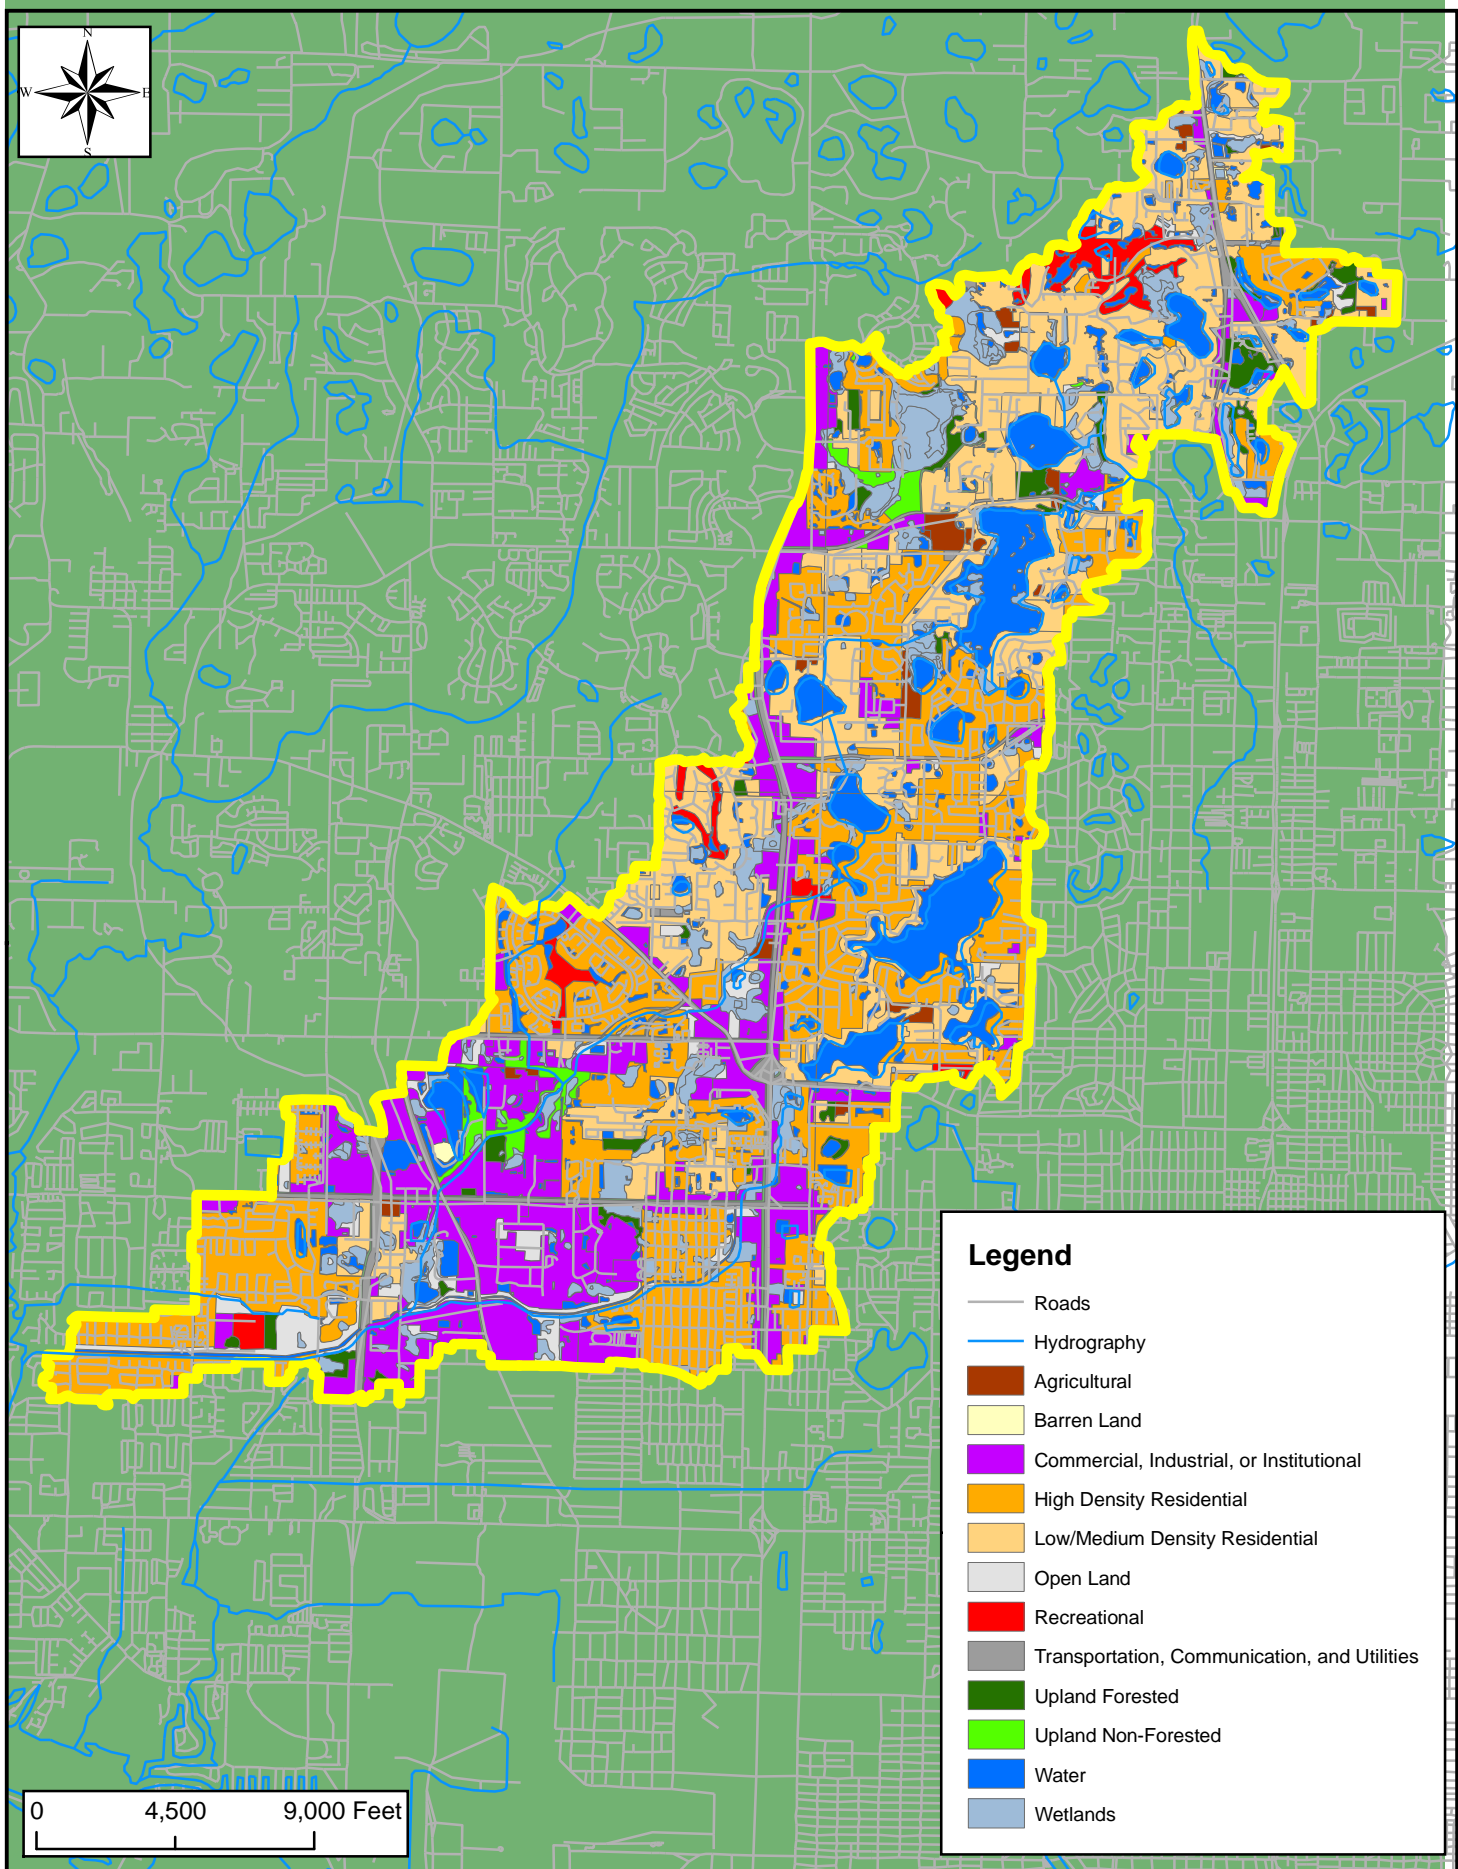 N
W E
S
Legend
Roads
Hydrography
Agricultural
Barren Land
Commercial, Industrial, or Institutional
High Density Residential
Low/Medium Density Residential
Open Land
Recreational
Transportation, Communication, and Utilities
Upland Forested
Upland Non-Forested
Water
Wetlands
0 4,500 9,000 Feet